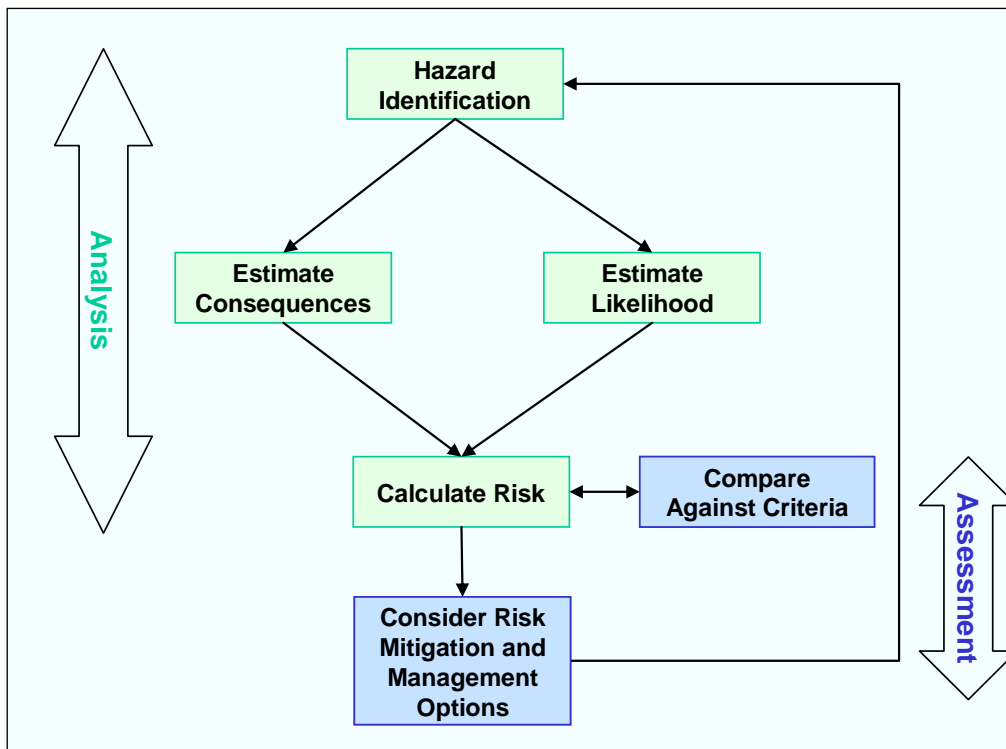 Hazard
Identification
Analysis
Estimate
Consequences
Estimate
Likelihood
Calculate Risk
Compare
Against Criteria
Assessment
Consider Risk
Mitigation and
Management
Options